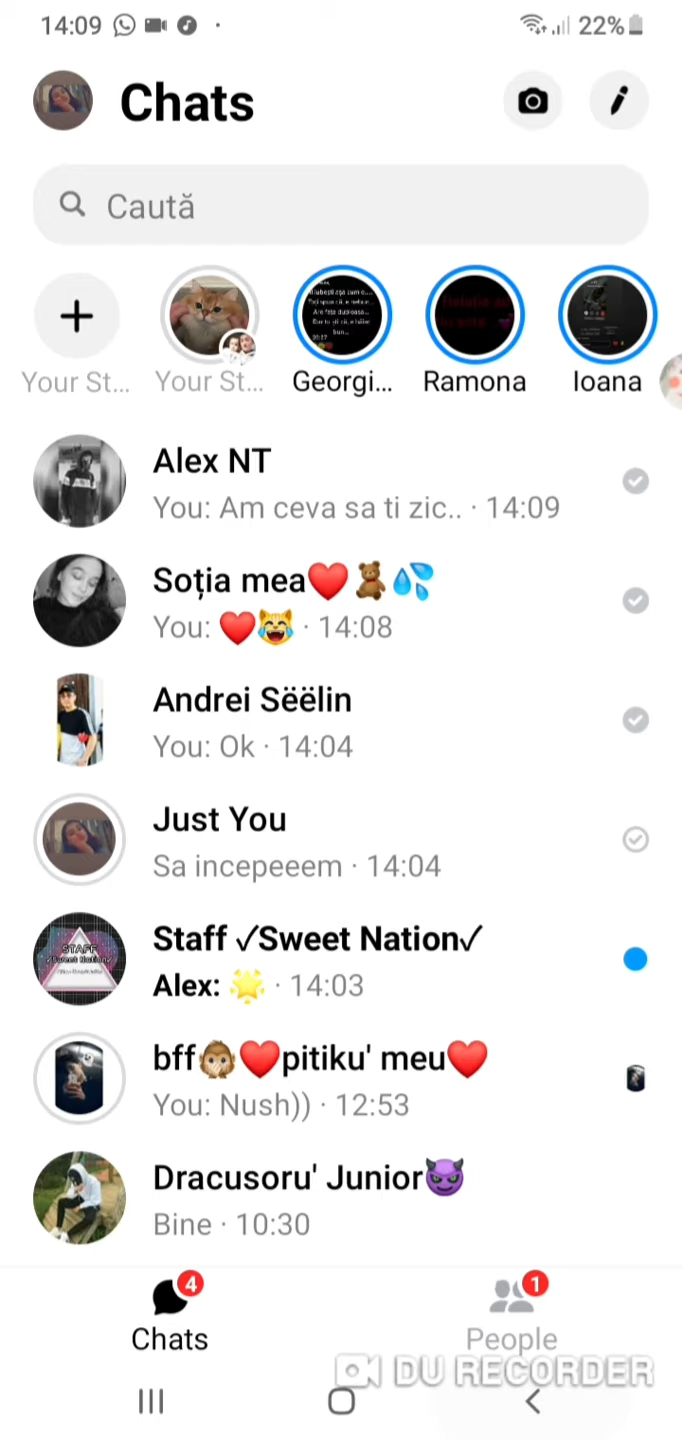 14:09
22%
Chats
Caută
Your St...
Your St...
Georgi...
Ramona
Ioana
Alex NT
You: Am ceva sa ti zic.. · 14:09
Soția mea❤️🧸💦
You: ❤️😹 · 14:08
Andrei Sëëlin
You: Ok · 14:04
Just You
Sa incepeeem · 14:04
STAFF
Staff ✓Sweet Nation✓
Alex: 🌟 · 14:03
bff🙊❤️pitiku' meu❤️
You: Nush)) · 12:53
Dracusoru' Junior😈
Bine · 10:30
4
1
Chats
People
DU RECORDER